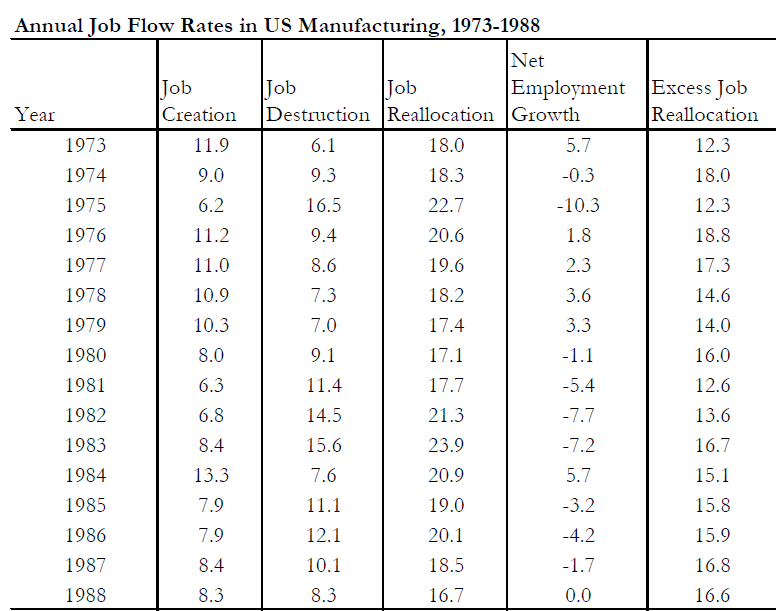 Annual Job Flow Rates in US Manufacturing, 1973-1988
Year Job Creation Job Destruction Job Reallocation Net Employment Growth Excess Job Reallocation
1973 11.9 6.1 18.0 5.7 12.3
1974 9.0 9.3 18.3 -0.3 18.0
1975 6.2 16.5 22.7 -10.3 12.3
1976 11.2 9.4 20.6 1.8 18.8
1977 11.0 8.6 19.6 2.3 17.3
1978 10.9 7.3 18.2 3.6 14.6
1979 10.3 7.0 17.4 3.3 14.0
1980 8.0 9.1 17.1 -1.1 16.0
1981 6.3 11.4 17.7 -5.4 12.6
1982 6.8 14.5 21.3 -7.7 13.6
1983 8.4 15.6 23.9 -7.2 16.7
1984 13.3 7.6 20.9 5.7 15.1
1985 7.9 11.1 19.0 -3.2 15.8
1986 7.9 12.1 20.1 -4.2 15.9
1987 8.4 10.1 18.5 -1.7 16.8
1988 8.3 8.3 16.7 0.0 16.6